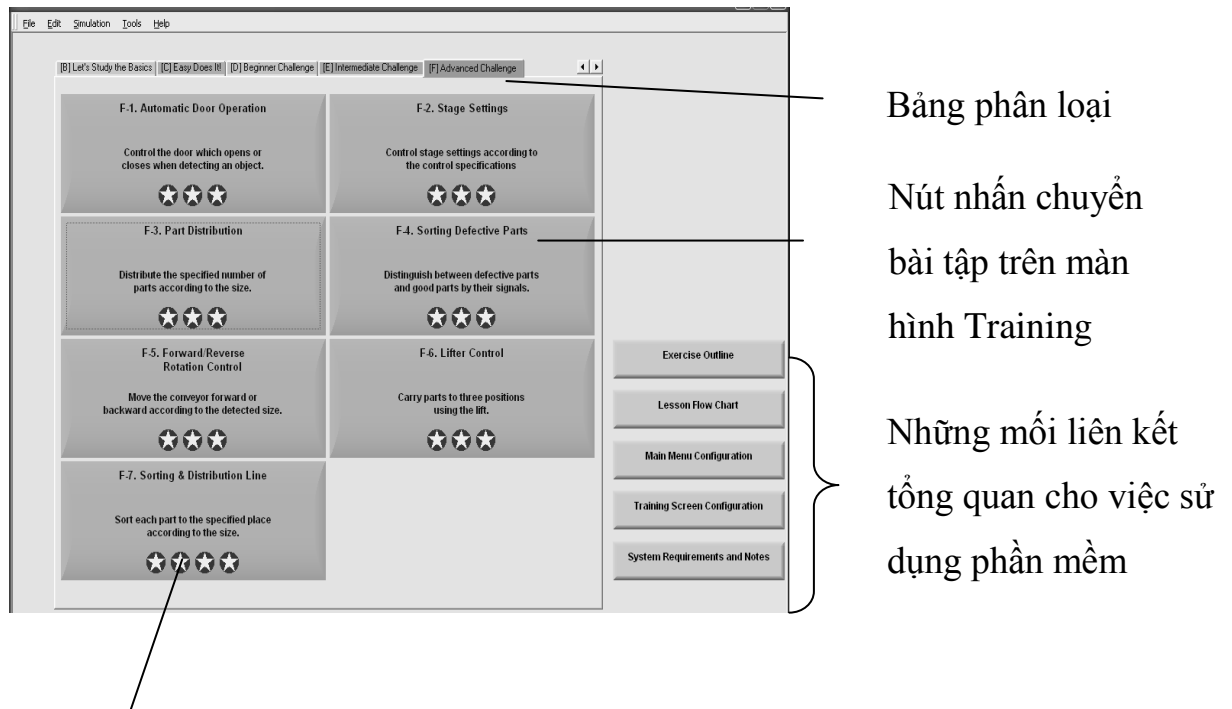 File Edit Simulation Tools Help
[B] Let's Study the Basics [C] Easy Does It! [D] Beginner Challenge [E] Intermediate Challenge [F] Advanced Challenge
F-1. Automatic Door Operation
Control the door which opens or
closes when detecting an object.
F-2. Stage Settings
Control stage settings according to
the control specifications
F-3. Part Distribution
Distribute the specified number of
parts according to the size.
F-4. Sorting Defective Parts
Distinguish between defective parts
and good parts by their signals.
F-5. Forward/Reverse
Rotation Control
Move the conveyor forward or
backward according to the detected size.
F-6. Lifter Control
Carry parts to three positions
using the lift.
F-7. Sorting & Distribution Line
Sort each part to the specified place
according to the size.
Exercise Outline
Lesson Flow Chart
Main Menu Configuration
Training Screen Configuration
System Requirements and Notes
Bảng phân loại
Nút nhấn chuyển
bài tập trên màn
hình Training
Những mối liên kết
tổng quan cho việc sử
dụng phần mềm